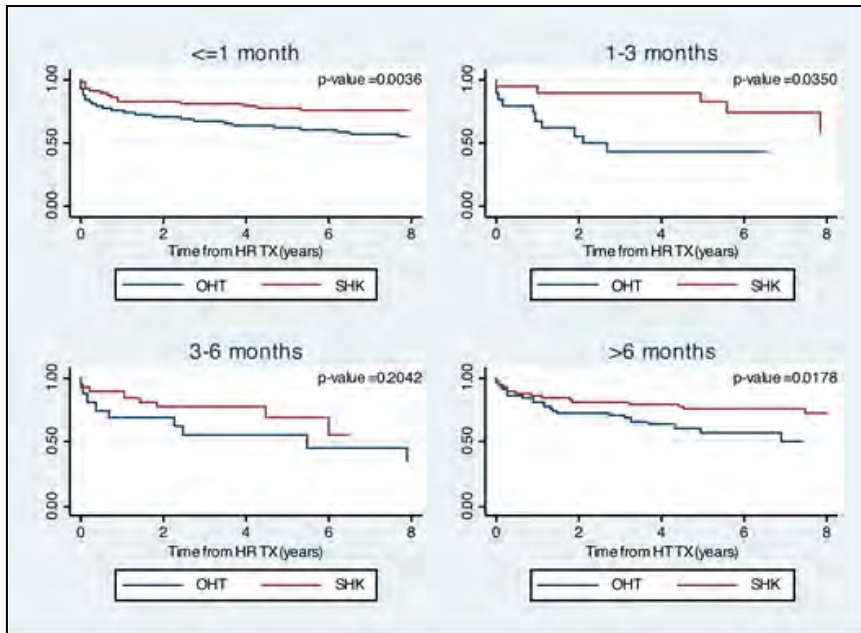 <=1 month
p-value =0.0036
1.00
0.50
0.00
0 2 4 6 8
Time from HR TX (years)
OHT SHK
1-3 months
p-value =0.0350
1.00
0.50
0.00
0 2 4 6 8
Time from HR TX (years)
OHT SHK
3-6 months
p-value =0.2042
1.00
0.50
0.00
0 2 4 6 8
Time from HR TX (years)
OHT SHK
>6 months
p-value =0.0178
1.00
0.50
0.00
0 2 4 6 8
Time from HT TX (years)
OHT SHK